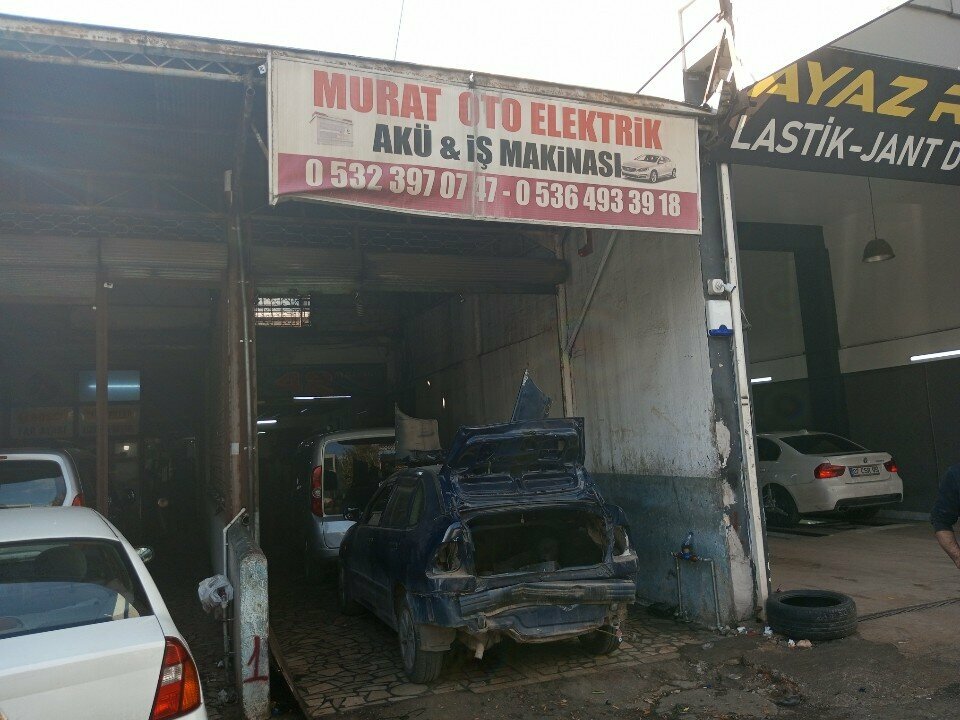 MURAT OTO ELEKTRİK
AKÜ & İŞ MAKİNASI
0 532 397 07 47 - 0 536 493 39 18
AYAZ
LASTİK-JANT D
1